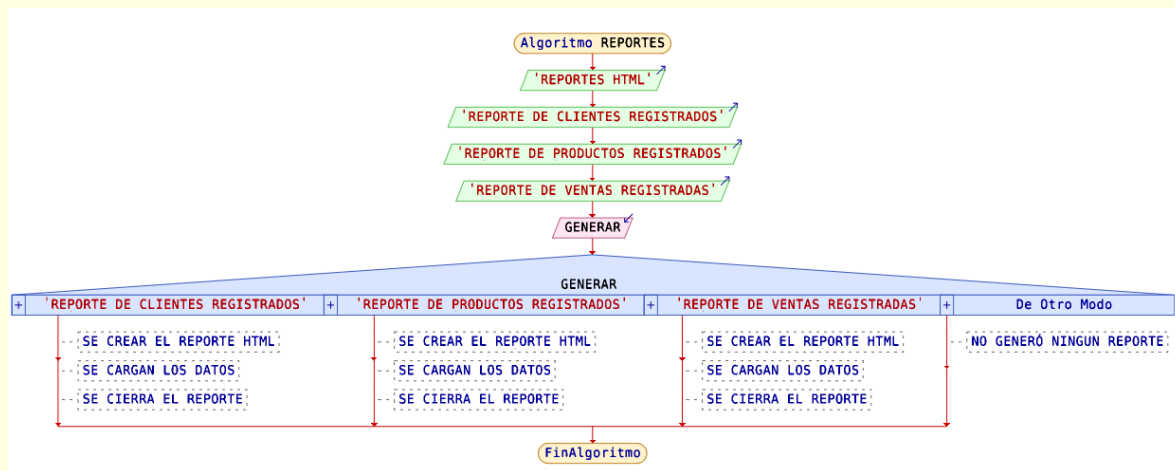 Algoritmo REPORTES
'REPORTES HTML'
'REPORTE DE CLIENTES REGISTRADOS'
'REPORTE DE PRODUCTOS REGISTRADOS'
'REPORTE DE VENTAS REGISTRADAS'
GENERAR
GENERAR
+ 'REPORTE DE CLIENTES REGISTRADOS' + 'REPORTE DE PRODUCTOS REGISTRADOS' + 'REPORTE DE VENTAS REGISTRADAS' + De Otro Modo
SE CREAR EL REPORTE HTML SE CREAR EL REPORTE HTML SE CREAR EL REPORTE HTML NO GENERÓ NINGUN REPORTE
SE CARGAN LOS DATOS SE CARGAN LOS DATOS SE CARGAN LOS DATOS
SE CIERRA EL REPORTE SE CIERRA EL REPORTE SE CIERRA EL REPORTE
FinAlgoritmo